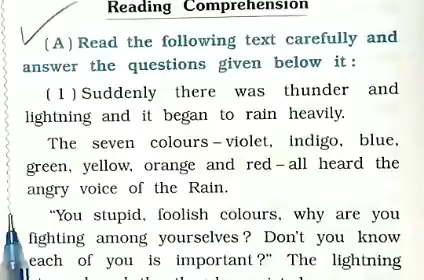 Reading Comprehension
(A) Read the following text carefully and
answer the questions given below it :
(1) Suddenly there was thunder and
lightning and it began to rain heavily.
The seven colours – violet, indigo, blue,
green, yellow, orange and red – all heard the
angry voice of the Rain.
“You stupid, foolish colours, why are you
fighting among yourselves ? Don’t you know
each of you is important ?” The lightning